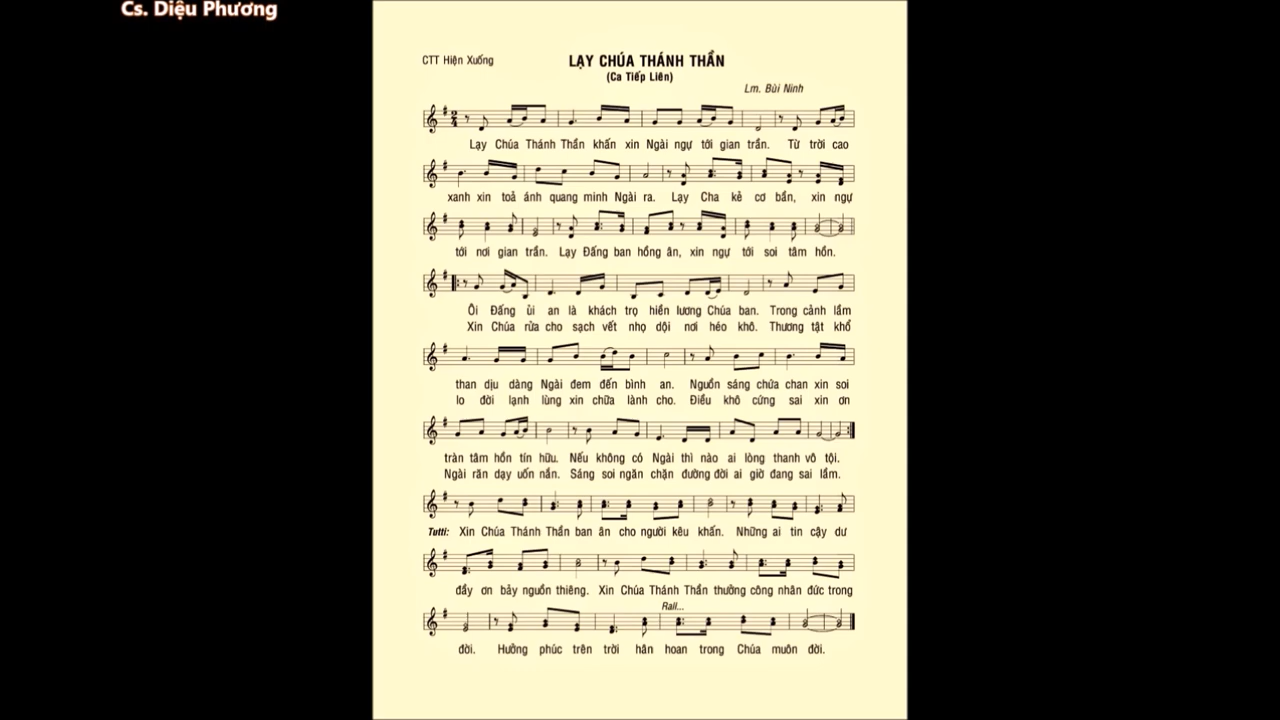 Cs. Diệu Phương
CTT Hiện Xuống
LẠY CHÚA THÁNH THẦN
(Ca Tiếp Liên)
Lm. Bùi Ninh
2
4
Lạy Chúa Thánh Thần khấn xin Ngài ngự tới gian trần. Từ trời cao
xanh xin toả ánh quang minh Ngài ra. Lạy Cha kẻ cơ bần, xin ngự
tới nơi gian trần. Lạy Đấng ban hồng ân, xin ngự tới soi tâm hồn.
Ôi Đấng ủi an là khách trọ hiền lương Chúa ban. Trong cảnh lầm
Xin Chúa rửa cho sạch vết nhọ dội nơi héo khô. Thương tật khổ
than dịu dàng Ngài đem đến bình an. Nguồn sáng chứa chan xin soi
lo đời lạnh lùng xin chữa lành cho. Điều khô cứng sai xin ơn
tràn tâm hồn tín hữu. Nếu không có Ngài thì nào ai lòng thanh vô tội.
Ngài răn dạy uốn nắn. Sáng soi ngăn chặn đường đời ai giờ đang sai lầm.
Tutti: Xin Chúa Thánh Thần ban ân cho người kêu khấn. Những ai tin cậy dư
đầy ơn bảy nguồn thiêng. Xin Chúa Thánh Thần thưởng công nhân đức trong
Rall...
đời. Hưởng phúc trên trời hân hoan trong Chúa muôn đời.